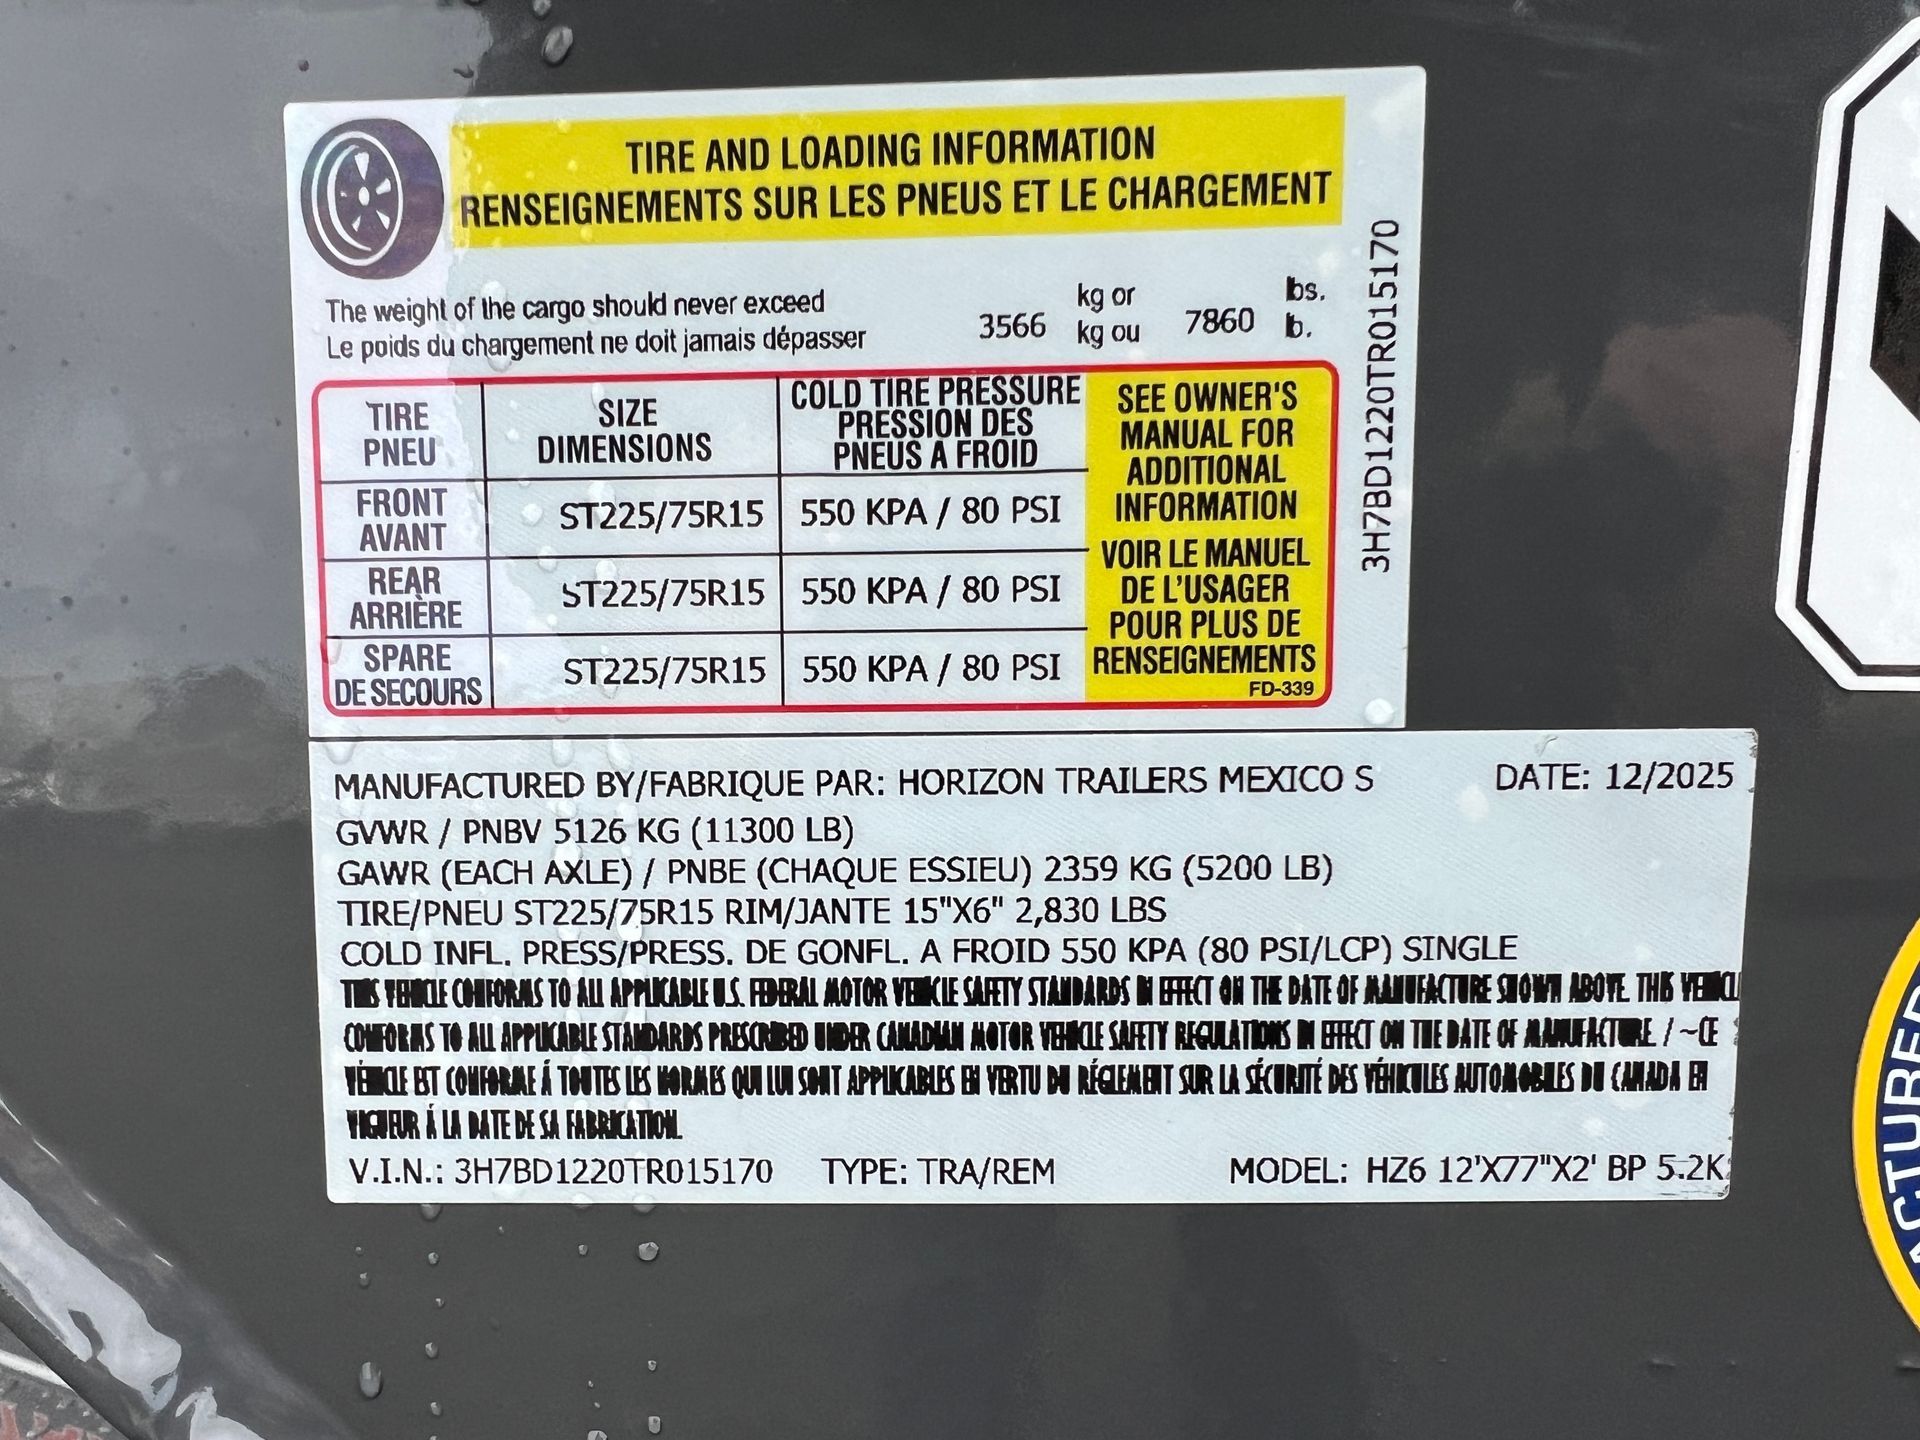 TIRE AND LOADING INFORMATION
RENSEIGNEMENTS SUR LES PNEUS ET LE CHARGEMENT
The weight of the cargo should never exceed
Le poids du chargement ne doit jamais dépasser
3566
kg or
kg ou
7860
lbs.
lb.
TIRE
PNEU
SIZE
DIMENSIONS
COLD TIRE PRESSURE
PRESSION DES
PNEUS A FROID
FRONT
AVANT
ST225/75R15
550 KPA / 80 PSI
REAR
ARRIÈRE
ST225/75R15
550 KPA / 80 PSI
SPARE
DE SECOURS
ST225/75R15
550 KPA / 80 PSI
SEE OWNER'S
MANUAL FOR
ADDITIONAL
INFORMATION
VOIR LE MANUEL
DE L'USAGER
POUR PLUS DE
RENSEIGNEMENTS
FD-339
3H7BD1220TR015170
MANUFACTURED BY/FABRIQUE PAR: HORIZON TRAILERS MEXICO S DATE: 12/2025
GVWR / PNBV 5126 KG (11300 LB)
GAWR (EACH AXLE) / PNBE (CHAQUE ESSIEU) 2359 KG (5200 LB)
TIRE/PNEU ST225/75R15 RIM/JANTE 15"X6" 2,830 LBS
COLD INFL. PRESS/PRESS. DE GONFL. A FROID 550 KPA (80 PSI/LCP) SINGLE
THIS VEHICLE CONFORMS TO ALL APPLICABLE U.S. FEDERAL MOTOR VEHICLE SAFETY STANDARDS IN EFFECT ON THE DATE OF MANUFACTURE SHOWN ABOVE. THIS VEHICL
CONFORMS TO ALL APPLICABLE STANDARDS PRESCRIBED UNDER CANADIAN MOTOR VEHICLE SAFETY REGULATIONS IN EFFECT ON THE DATE OF MANUFACTURE. / ~CE
VÉHICLE EST CONFORME Á TOUTES LES NORMES QUI LUI SONT APPLICABLES EN VERTU DU RÉGLEMENT SUR LA SÉCURITÉ DES VÉHICULES AUTOMOBILES DU CANADA EN
VIGUEUR Á LA DATE DE SA FABRICATION.
V.I.N.: 3H7BD1220TR015170 TYPE: TRA/REM MODEL: HZ6 12'X77"X2' BP 5.2K